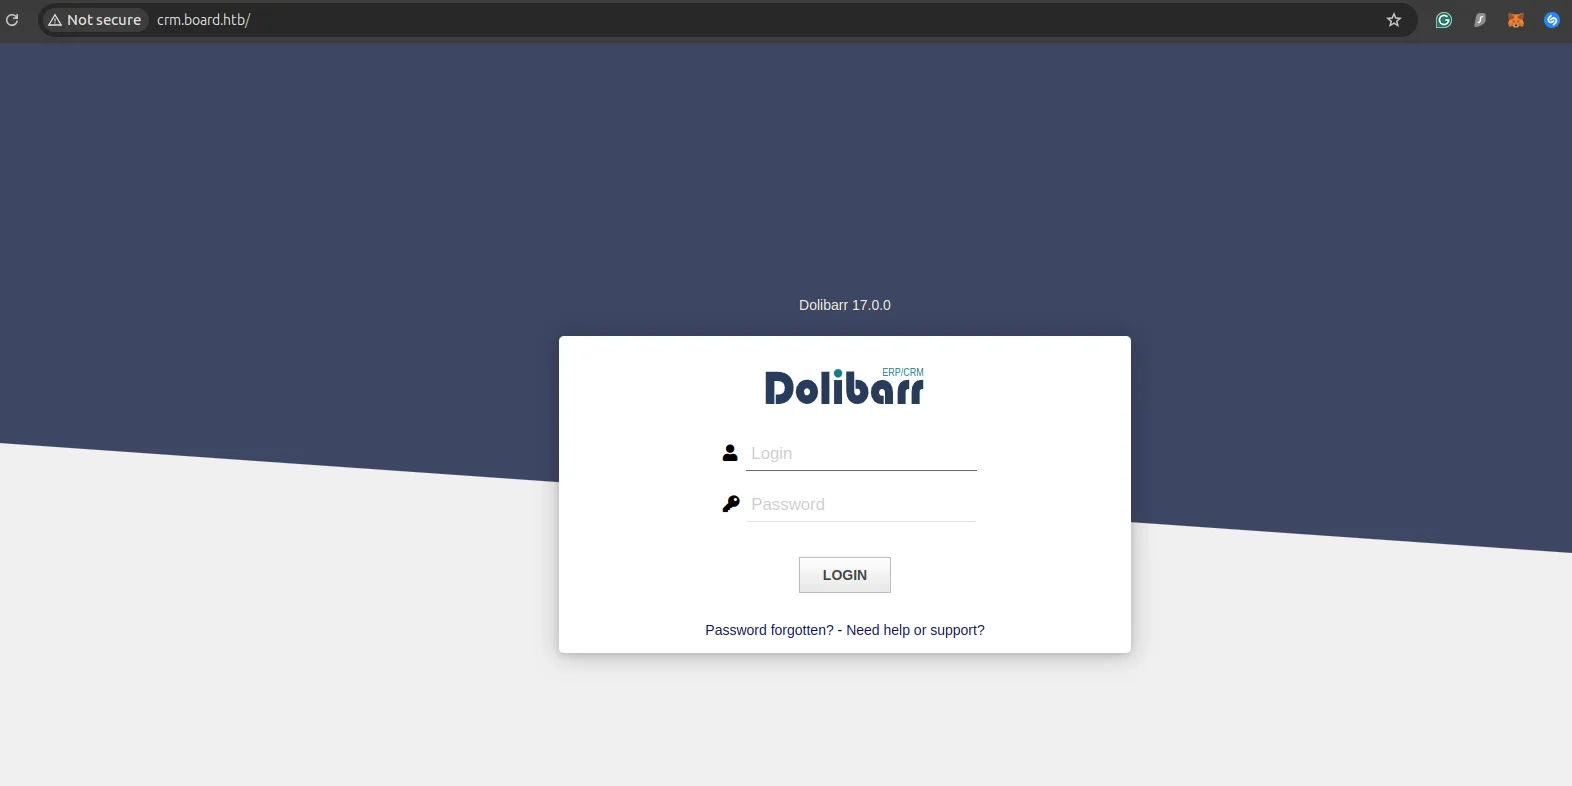 Not secure crm.board.htb/
Dolibarr 17.0.0
Dolibarr ERP/CRM
Login
Password
LOGIN
Password forgotten? - Need help or support?